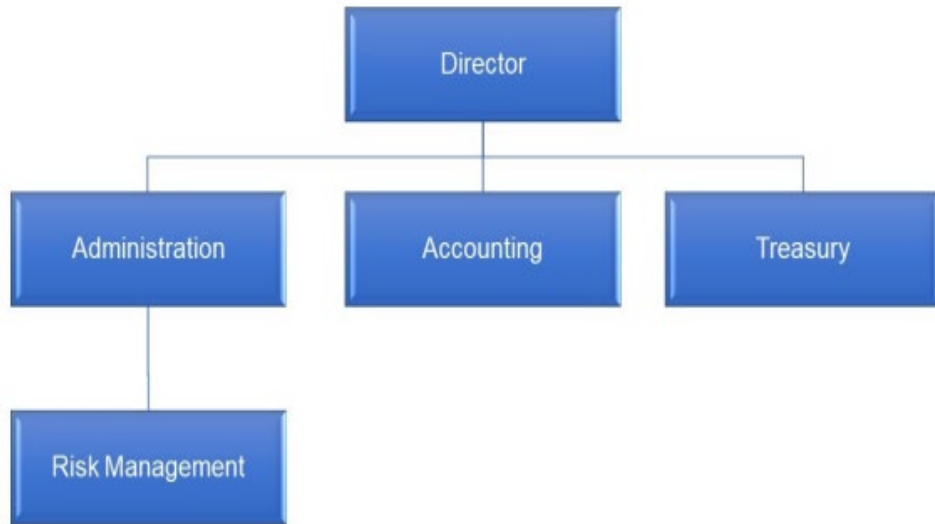 Director
Administration
Accounting
Treasury
Risk Management